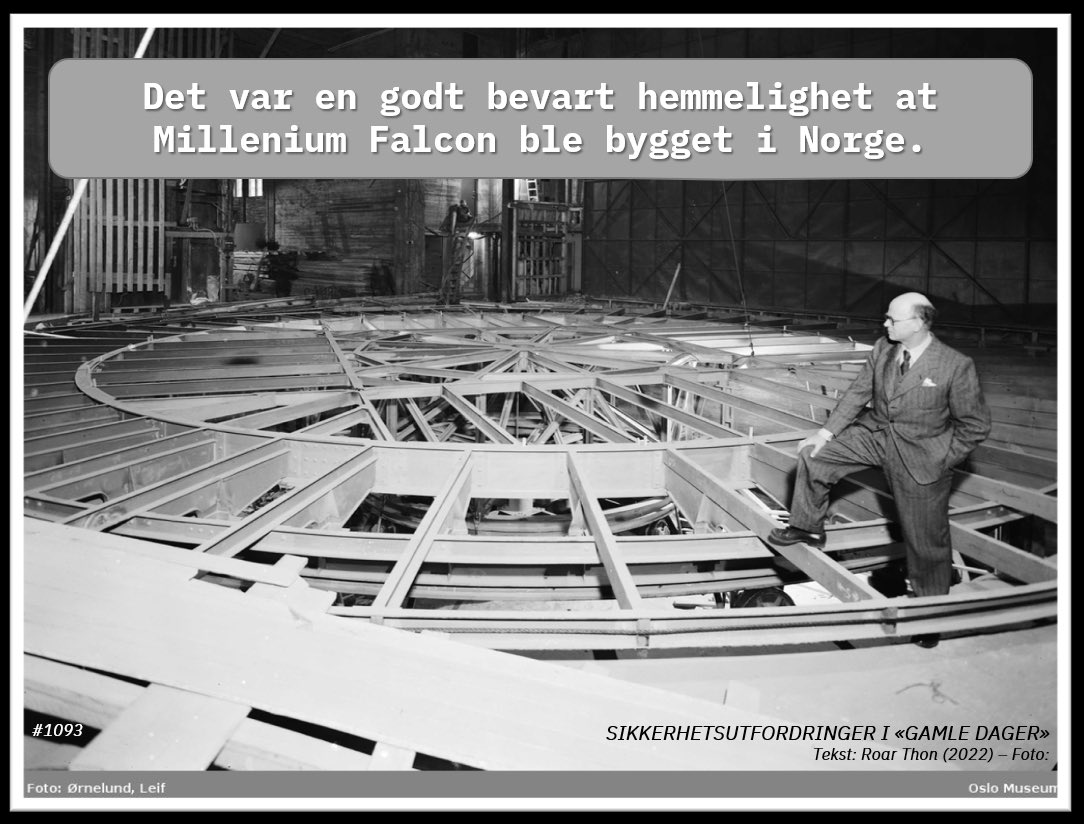 Det var en godt bevart hemmelighet at
Millenium Falcon ble bygget i Norge.
#1093
SIKKERHETSUTFORDRINGER I «GAMLE DAGER»
Tekst: Roar Thon (2022) – Foto:
Foto: Ørnelund, Leif
Oslo Museum